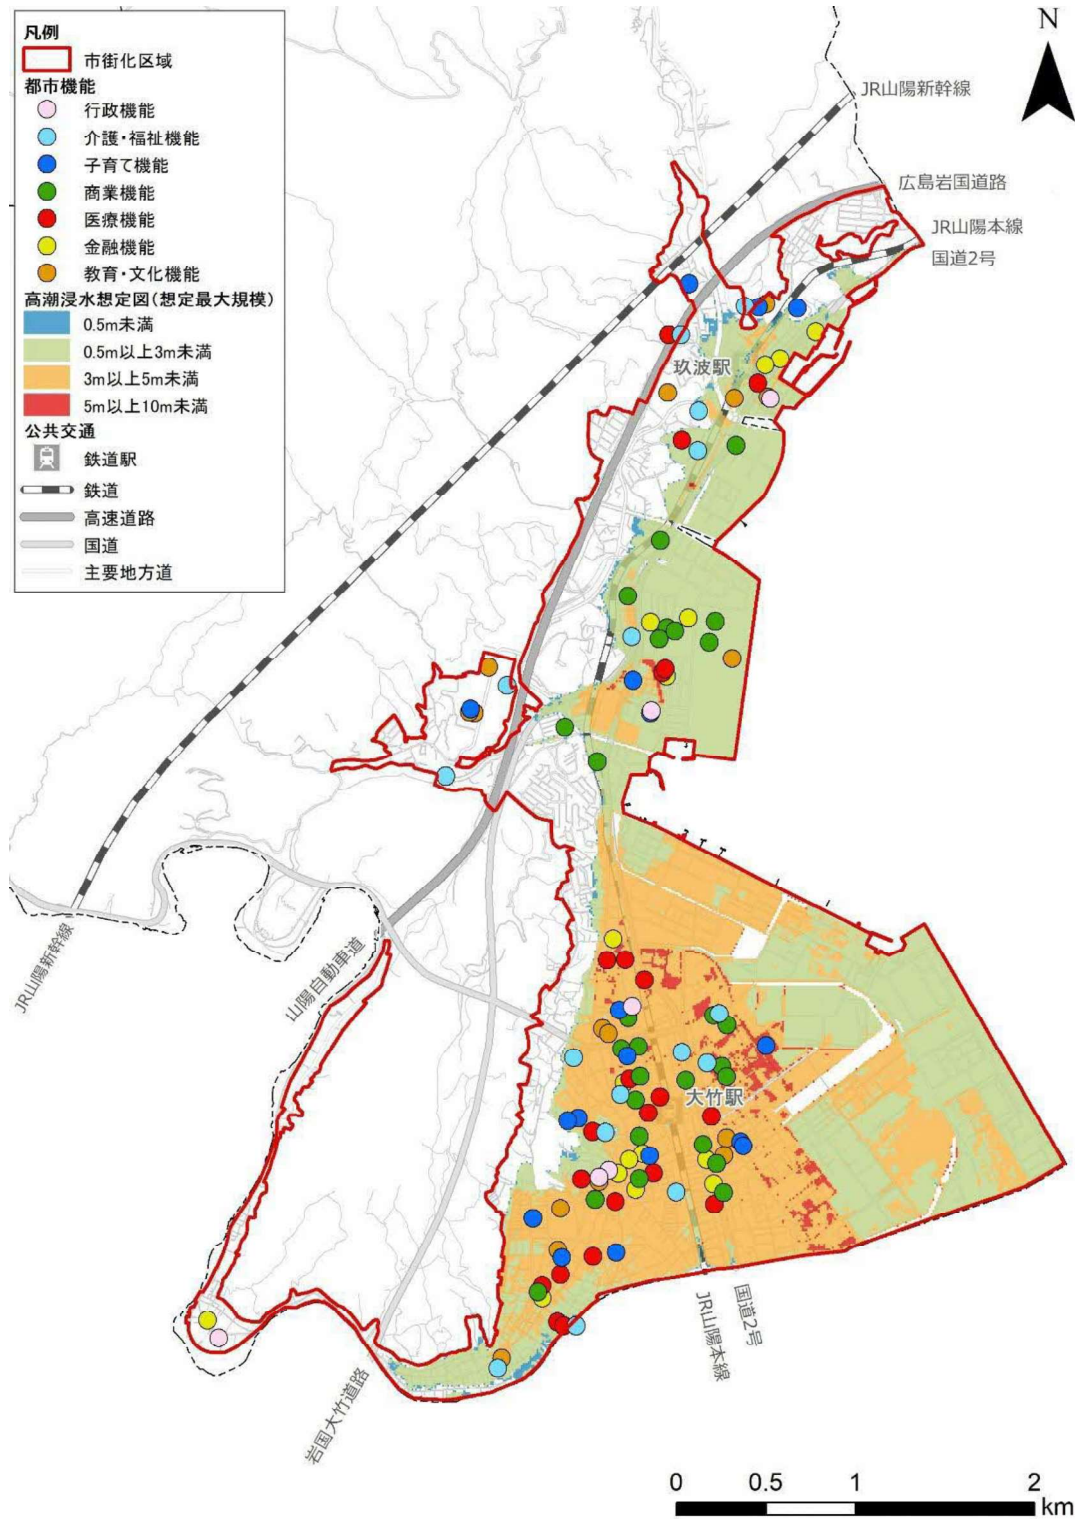 凡例
市街化区域
都市機能
行政機能
介護・福祉機能
子育て機能
商業機能
医療機能
金融機能
教育・文化機能
高潮浸水想定図(想定最大規模)
0.5m未満
0.5m以上3m未満
3m以上5m未満
5m以上10m未満
公共交通
鉄道駅
鉄道
高速道路
国道
主要地方道
N
JR山陽新幹線
広島岩国道路
JR山陽本線
国道2号
玖波駅
JR山陽新幹線
山陽自動車道
大竹駅
岩国大竹道路
JR山陽本線
国道2号
0 0.5 1 2
km